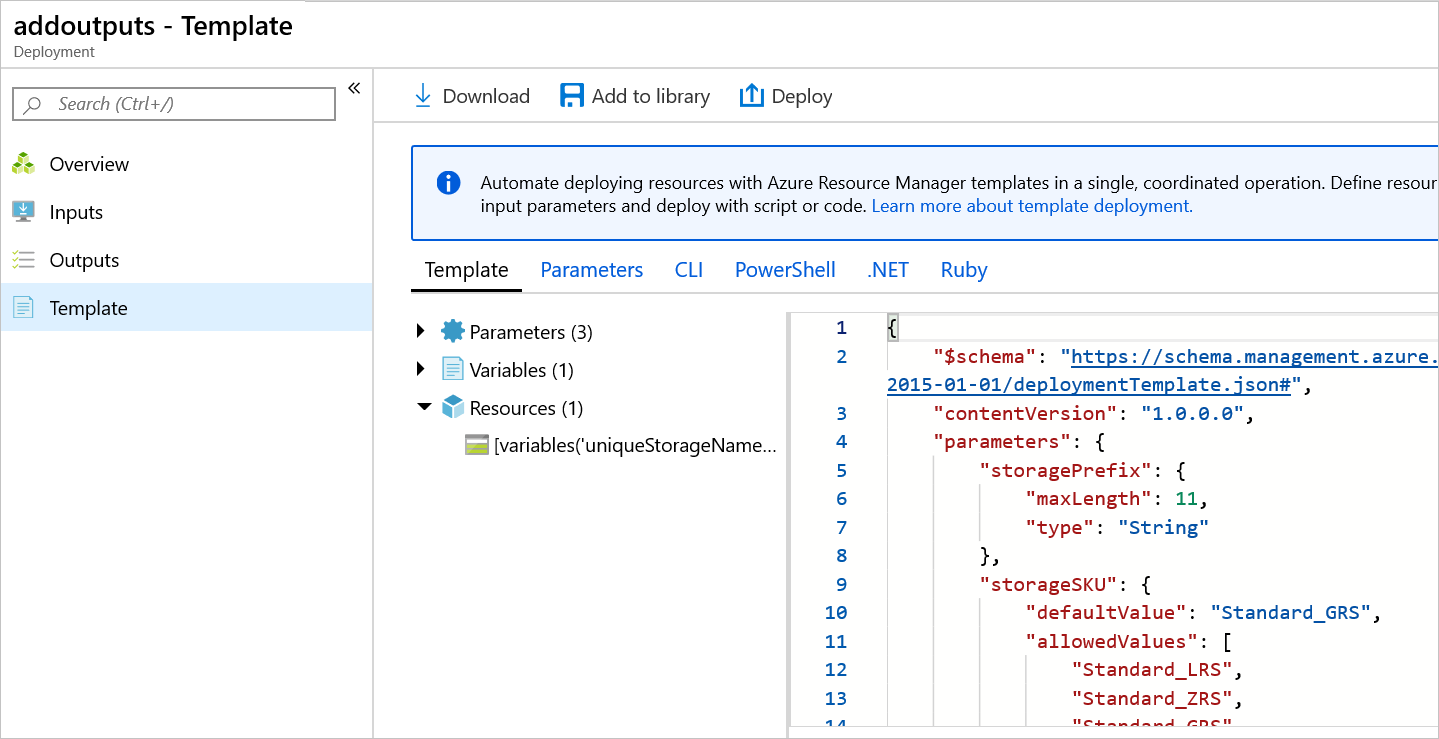 addoutputs - Template
Deployment
Search (Ctrl+/)
«
Overview
Inputs
Outputs
Template
Download
Add to library
Deploy
Automate deploying resources with Azure Resource Manager templates in a single, coordinated operation. Define resour
input parameters and deploy with script or code. Learn more about template deployment.
Template
Parameters
CLI
PowerShell
.NET
Ruby
Parameters (3)
Variables (1)
Resources (1)
[variables('uniqueStorageName...
1 {
2 "$schema": "https://schema.management.azure.
2015-01-01/deploymentTemplate.json#",
3 "contentVersion": "1.0.0.0",
4 "parameters": {
5 "storagePrefix": {
6 "maxLength": 11,
7 "type": "String"
8 },
9 "storageSKU": {
10 "defaultValue": "Standard_GRS",
11 "allowedValues": [
12 "Standard_LRS",
13 "Standard_ZRS",
14 "Standard_GRS"